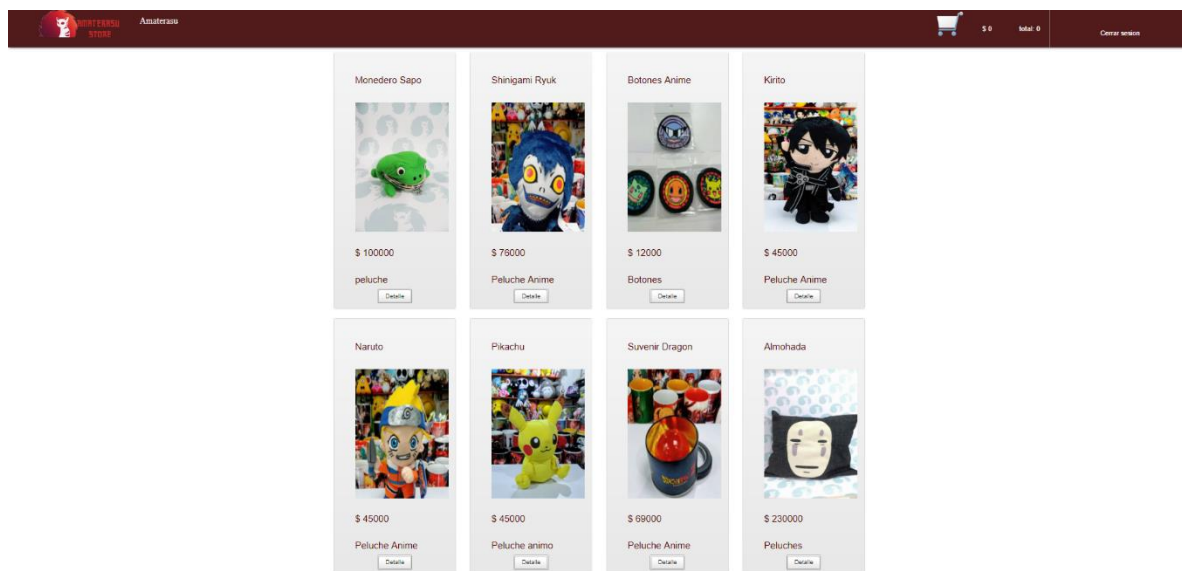 AMATERASU
STORE
Amaterasu
$ 0
total: 0
Cerrar sesion
Monedero Sapo
$ 100000
peluche
Detalle
Shinigami Ryuk
$ 76000
Peluche Anime
Detalle
Botones Anime
$ 12000
Botones
Detalle
Kirito
$ 45000
Peluche Anime
Detalle
Naruto
$ 45000
Peluche Anime
Detalle
Pikachu
$ 45000
Peluche animo
Detalle
Suvenir Dragon
$ 69000
Peluche Anime
Detalle
Almohada
$ 230000
Peluches
Detalle